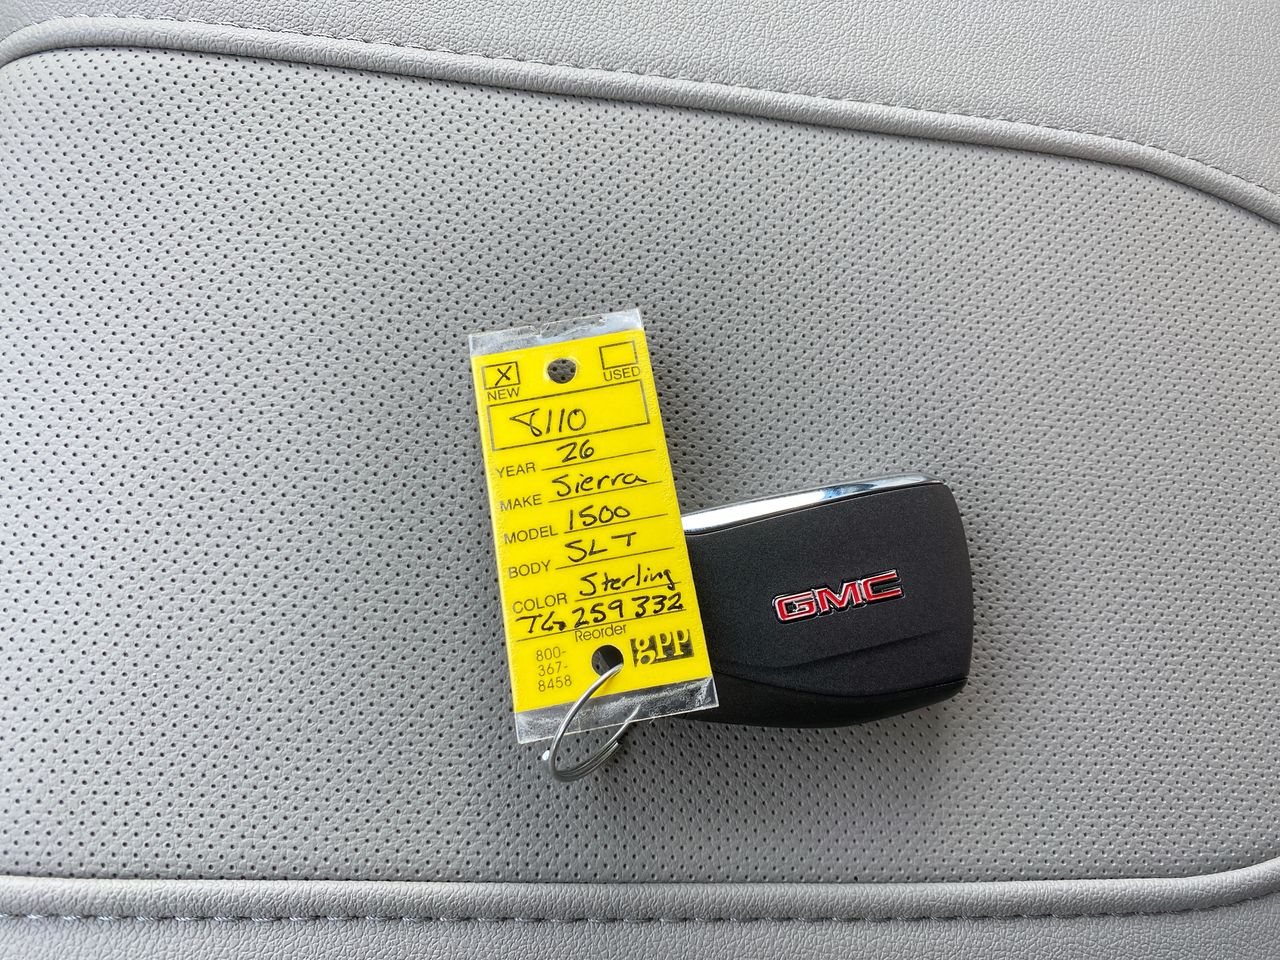 X
NEW USED
8110
YEAR 26
MAKE Sierra
MODEL 1500
BODY SLT
COLOR Sterling
TG259332
Reorder
800-
367-
8458
gpp
GMC